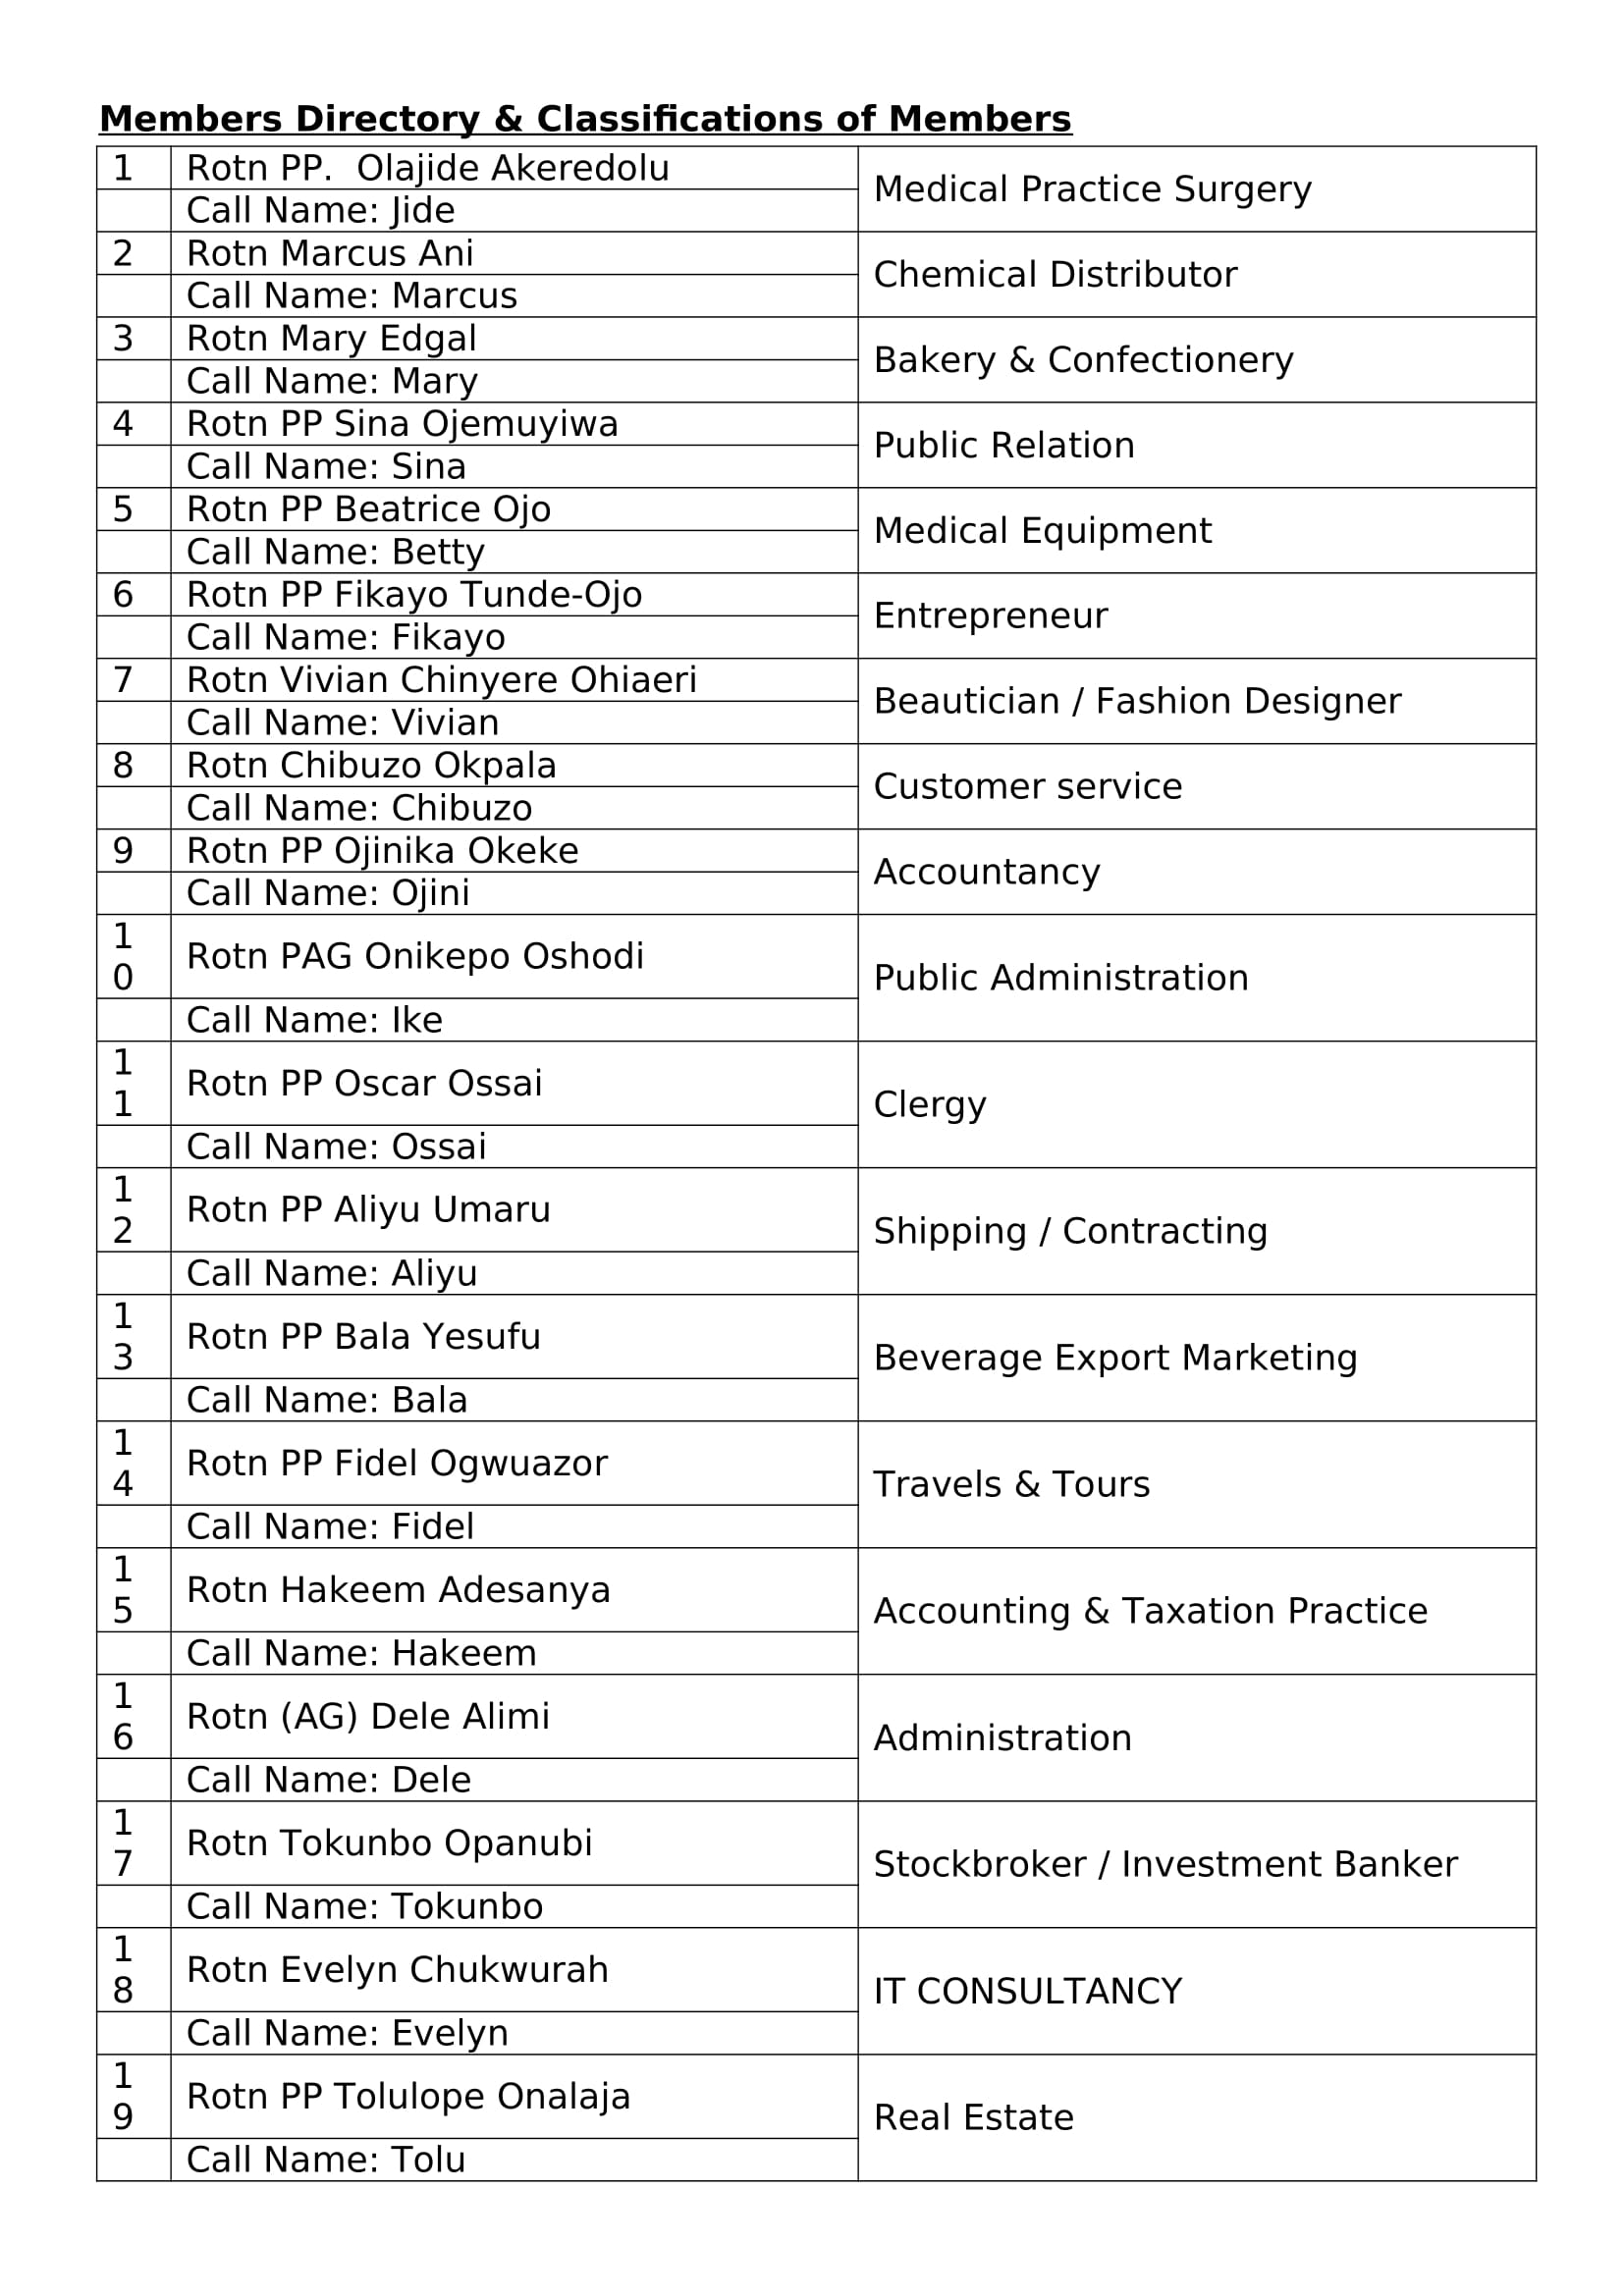 Members Directory & Classifications of Members
1 Rotn PP.  Olajide Akeredolu
Medical Practice Surgery
Call Name: Jide
2 Rotn Marcus Ani
Chemical Distributor
Call Name: Marcus
3 Rotn Mary Edgal
Bakery & Confectionery
Call Name: Mary
4 Rotn PP Sina Ojemuyiwa
Public Relation
Call Name: Sina
5 Rotn PP Beatrice Ojo
Medical Equipment
Call Name: Betty
6 Rotn PP Fikayo Tunde-Ojo
Entrepreneur
Call Name: Fikayo
7 Rotn Vivian Chinyere Ohiaeri
Beautician / Fashion Designer
Call Name: Vivian
8 Rotn Chibuzo Okpala
Customer service
Call Name: Chibuzo
9 Rotn PP Ojinika Okeke
Accountancy
Call Name: Ojini
10 Rotn PAG Onikepo Oshodi
Public Administration
Call Name: Ike
11 Rotn PP Oscar Ossai
Clergy
Call Name: Ossai
12 Rotn PP Aliyu Umaru
Shipping / Contracting
Call Name: Aliyu
13 Rotn PP Bala Yesufu
Beverage Export Marketing
Call Name: Bala
14 Rotn PP Fidel Ogwuazor
Travels & Tours
Call Name: Fidel
15 Rotn Hakeem Adesanya
Accounting & Taxation Practice
Call Name: Hakeem
16 Rotn (AG) Dele Alimi
Administration
Call Name: Dele
17 Rotn Tokunbo Opanubi
Stockbroker / Investment Banker
Call Name: Tokunbo
18 Rotn Evelyn Chukwurah
IT CONSULTANCY
Call Name: Evelyn
19 Rotn PP Tolulope Onalaja
Real Estate
Call Name: Tolu